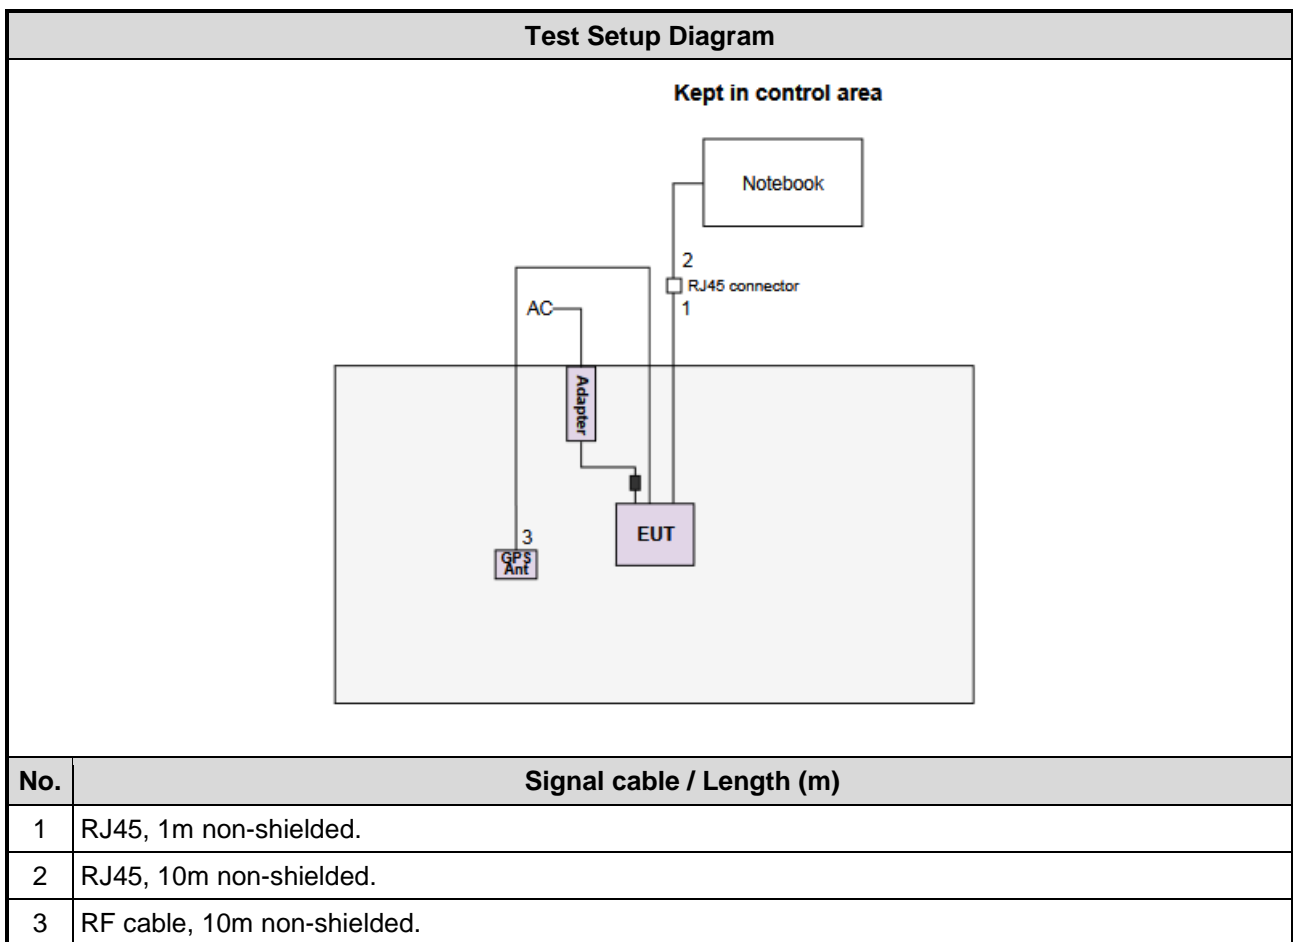 Test Setup Diagram
Kept in control area
Notebook
2
RJ45 connector
1
AC
Adapter
EUT
3
GPS
Ant
No. Signal cable / Length (m)
1 RJ45, 1m non-shielded.
2 RJ45, 10m non-shielded.
3 RF cable, 10m non-shielded.